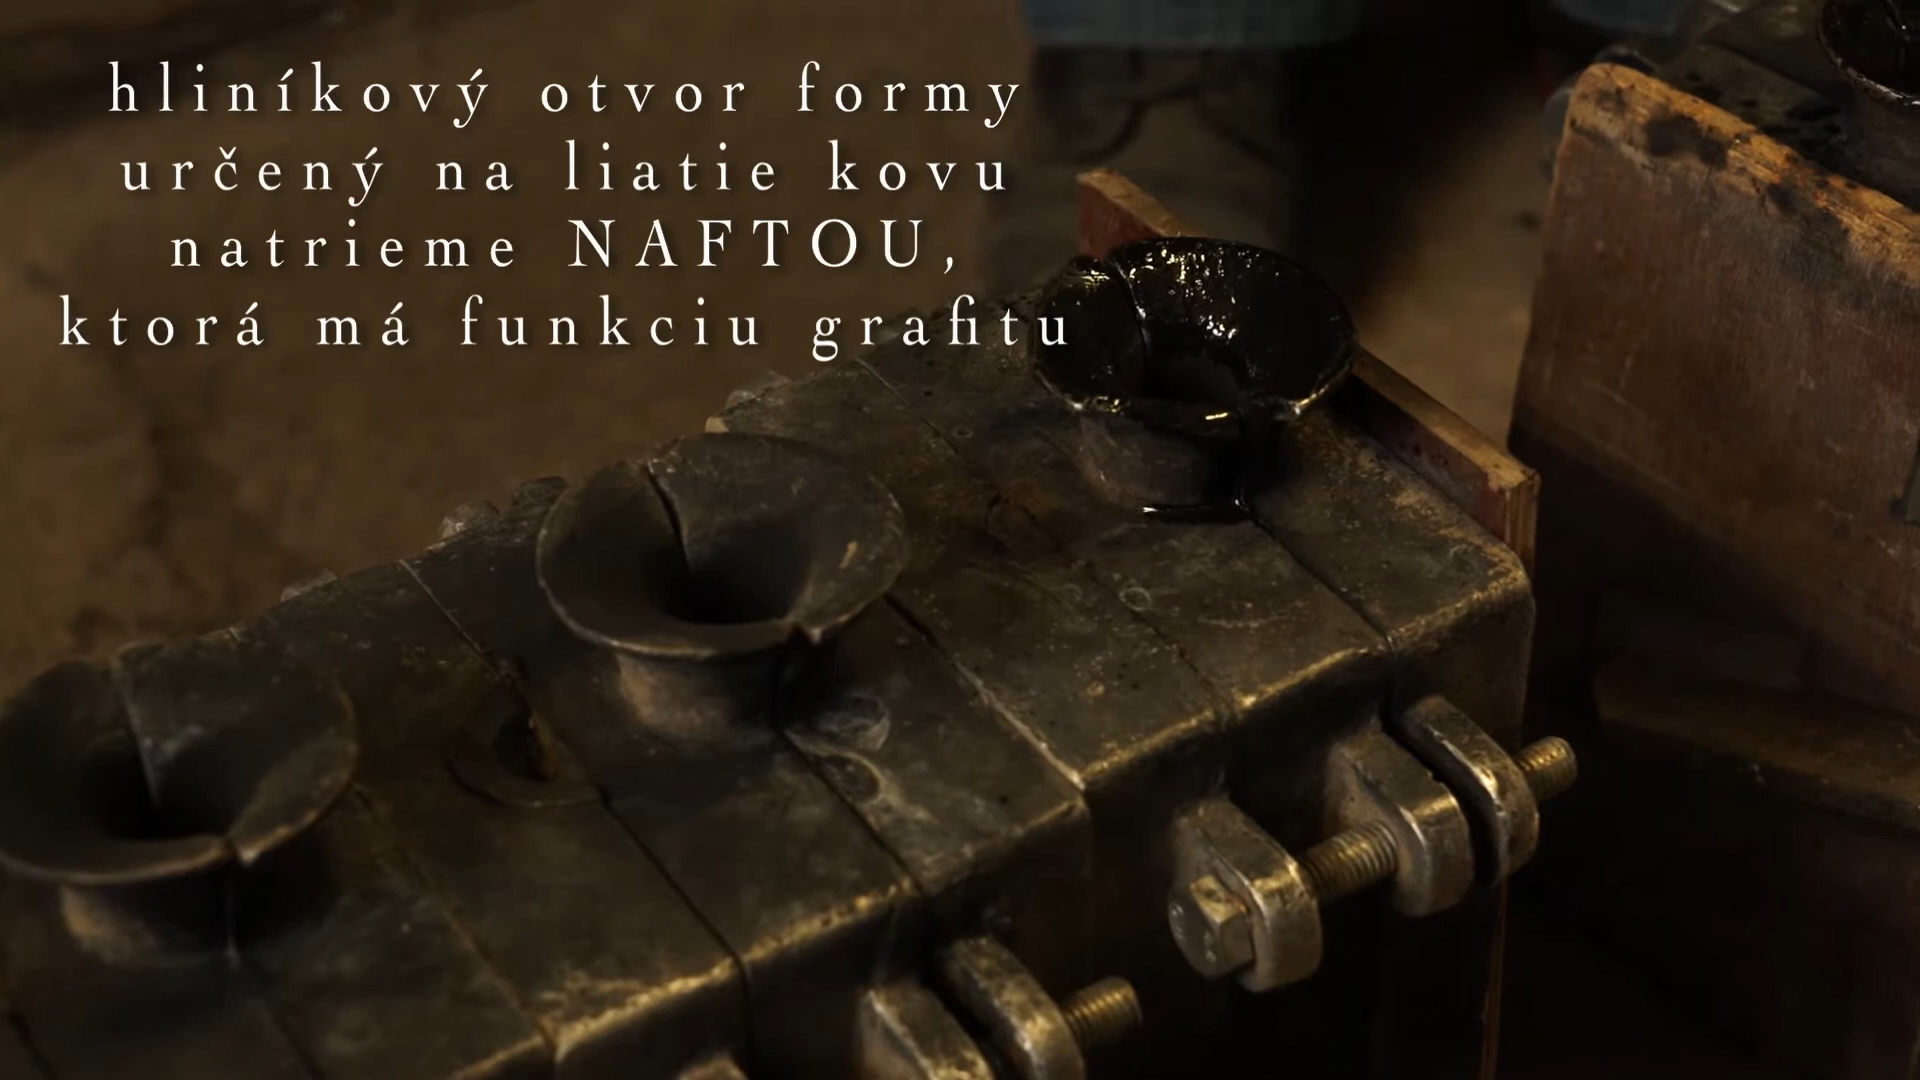 hliníkový otvor formy
určený na liatie kovu
natrieme NAFTOU,
ktorá má funkciu grafitu